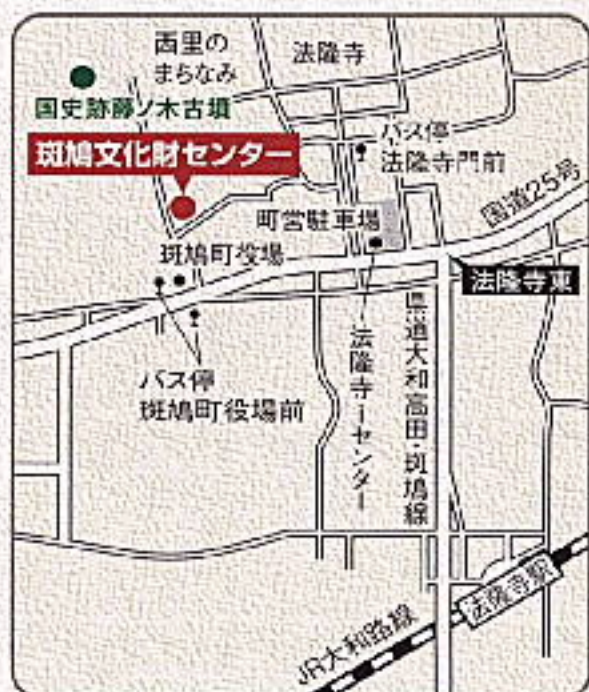 西里の
まちなみ
法隆寺
国史跡藤ノ木古墳
バス停
法隆寺門前
斑鳩文化財センター
国道25号
町営駐車場
斑鳩町役場
法隆寺東
バス停
斑鳩町役場前
法隆寺iセンター
県道大和高田・斑鳩線
法隆寺駅
JR大和路線